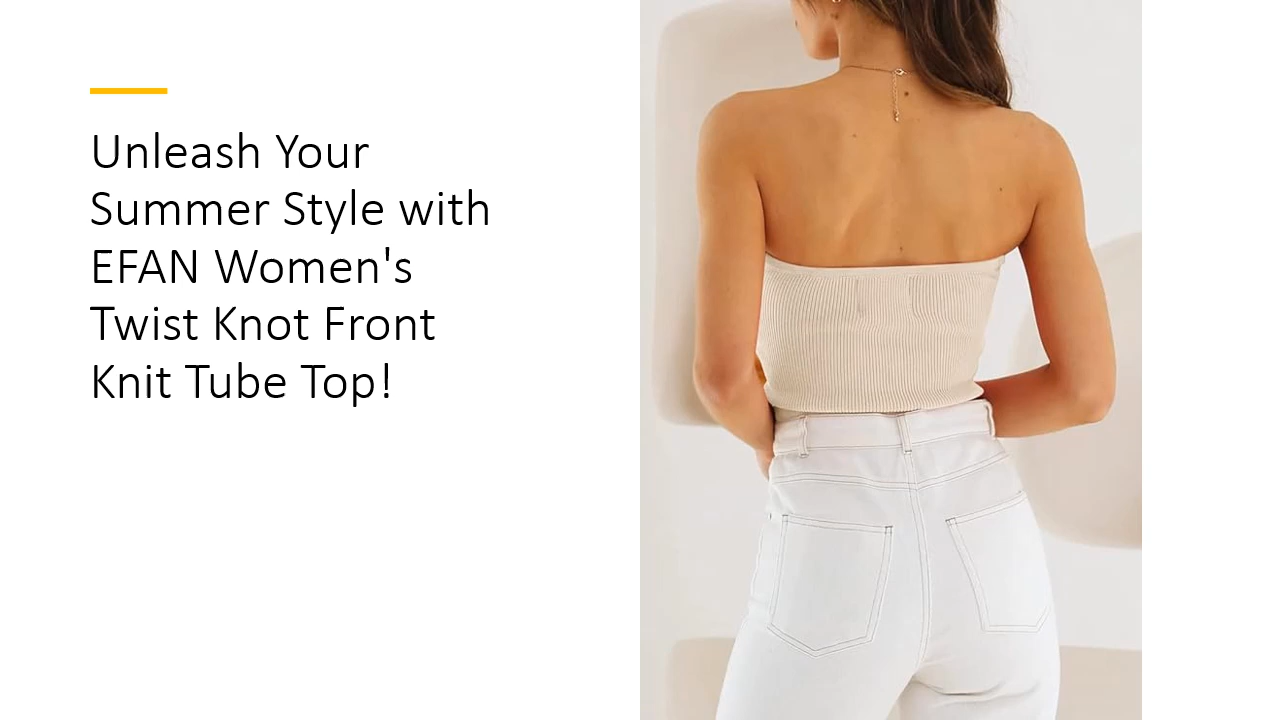 Unleash Your
Summer Style with
EFAN Women's
Twist Knot Front
Knit Tube Top!